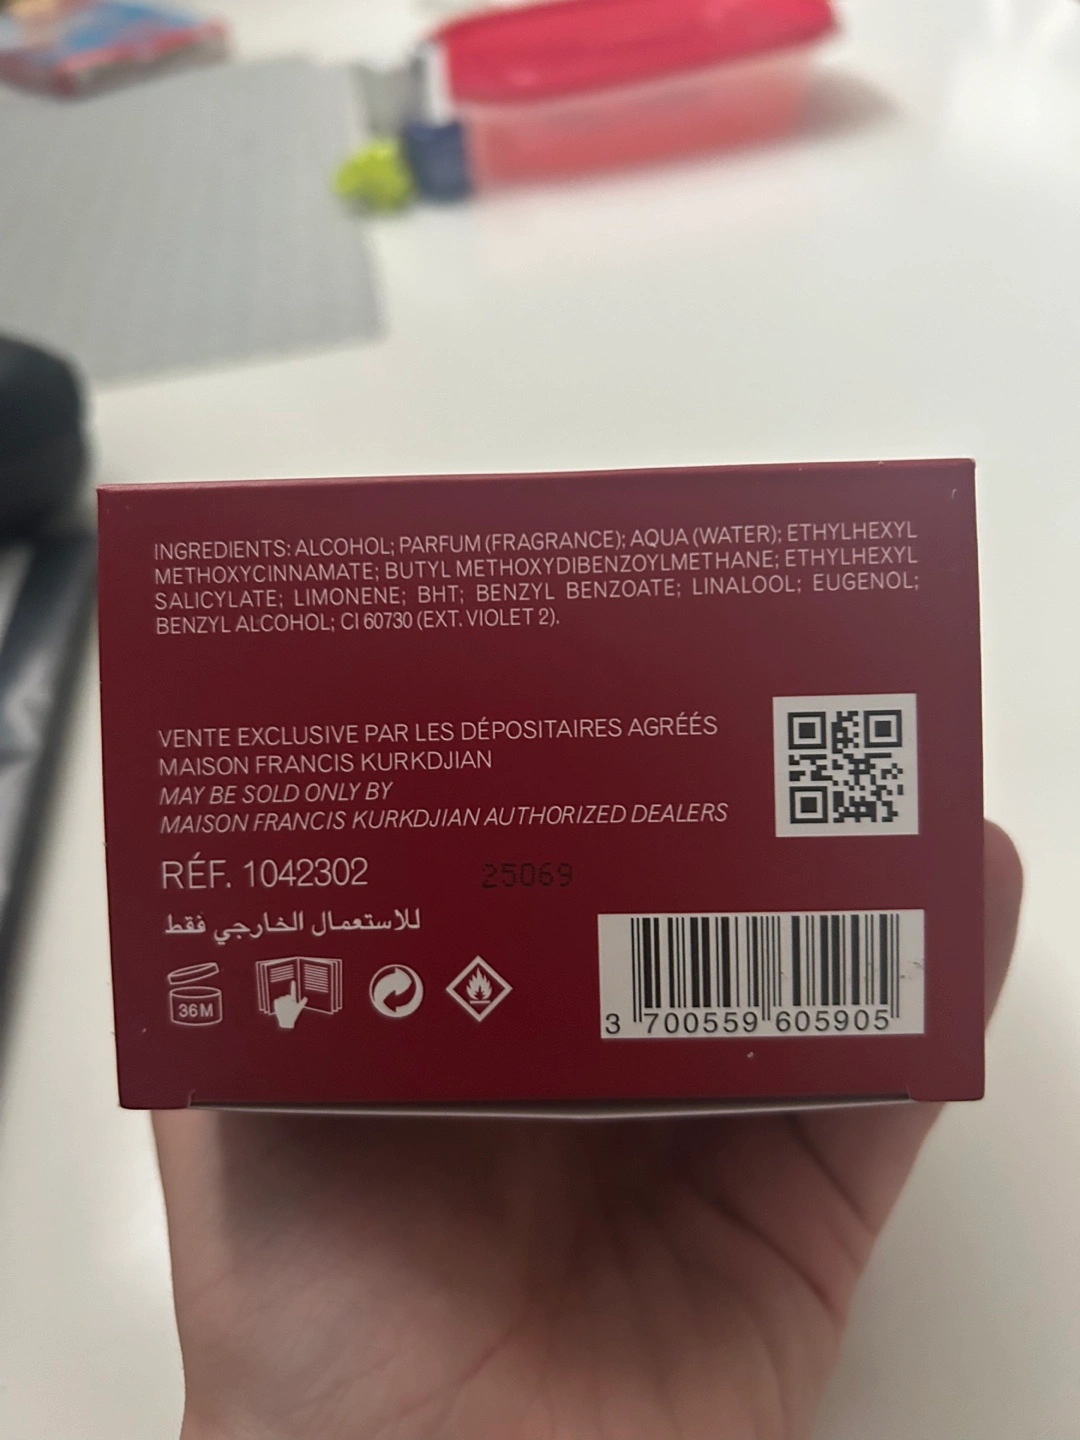 INGREDIENTS: ALCOHOL; PARFUM (FRAGRANCE); AQUA (WATER); ETHYLHEXYL
METHOXYCINNAMATE; BUTYL METHOXYDIBENZOYLMETHANE; ETHYLHEXYL
SALICYLATE; LIMONENE; BHT; BENZYL BENZOATE; LINALOOL; EUGENOL;
BENZYL ALCOHOL; CI 60730 (EXT. VIOLET 2).
VENTE EXCLUSIVE PAR LES DÉPOSITAIRES AGRÉÉS
MAISON FRANCIS KURKDJIAN
MAY BE SOLD ONLY BY
MAISON FRANCIS KURKDJIAN AUTHORIZED DEALERS
RÉF. 1042302 25069
للاستعمال الخارجي فقط
36M
3 700559 605905